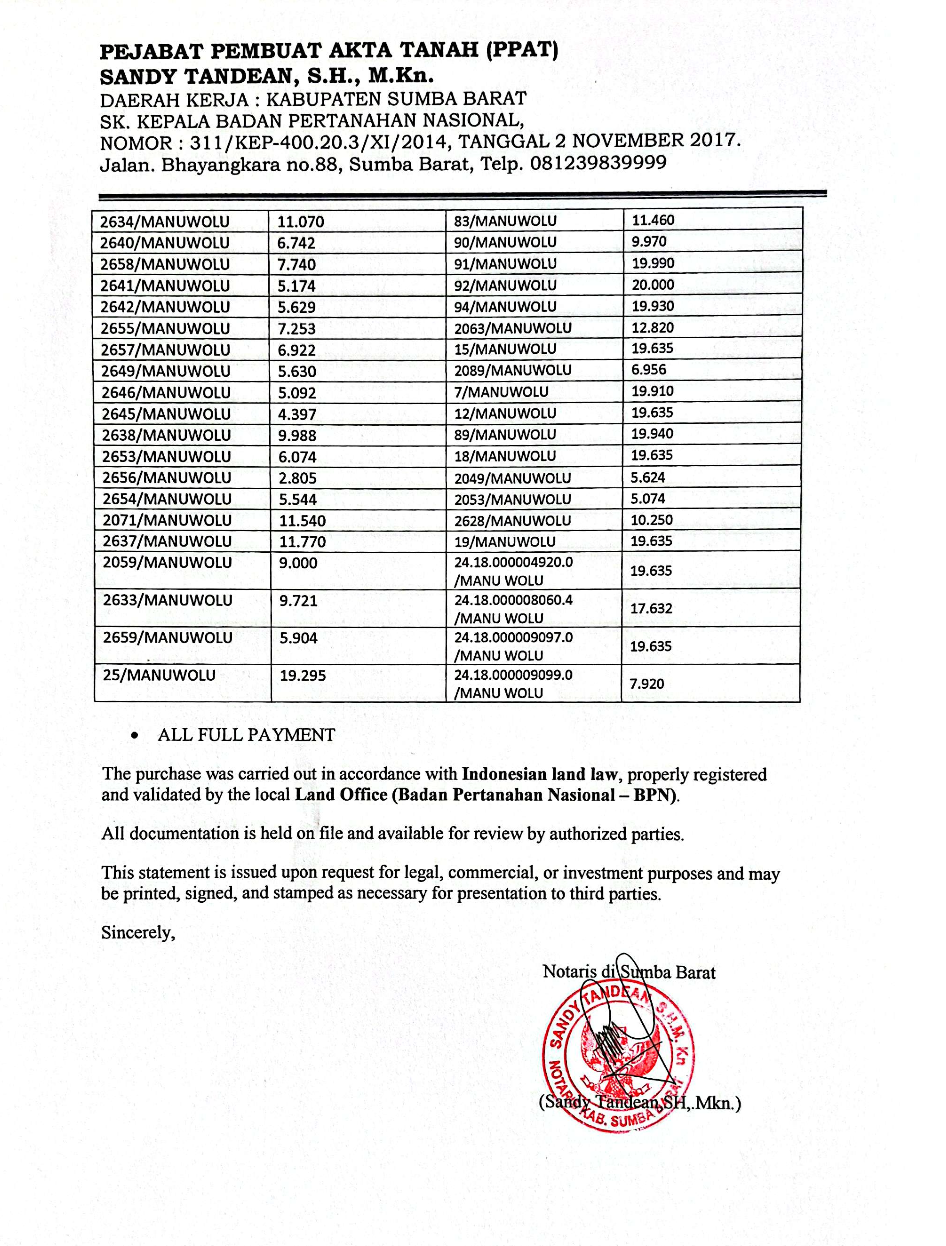 PEJABAT PEMBUAT AKTA TANAH (PPAT)
SANDY TANDEAN, S.H., M.Kn.
DAERAH KERJA : KABUPATEN SUMBA BARAT
SK. KEPALA BADAN PERTANAHAN NASIONAL,
NOMOR : 311/KEP-400.20.3/XI/2014, TANGGAL 2 NOVEMBER 2017.
Jalan. Bhayangkara no.88, Sumba Barat, Telp. 081239839999
2634/MANUWOLU 11.070 83/MANUWOLU 11.460
2640/MANUWOLU 6.742 90/MANUWOLU 9.970
2658/MANUWOLU 7.740 91/MANUWOLU 19.990
2641/MANUWOLU 5.174 92/MANUWOLU 20.000
2642/MANUWOLU 5.629 94/MANUWOLU 19.930
2655/MANUWOLU 7.253 2063/MANUWOLU 12.820
2657/MANUWOLU 6.922 15/MANUWOLU 19.635
2649/MANUWOLU 5.630 2089/MANUWOLU 6.956
2646/MANUWOLU 5.092 7/MANUWOLU 19.910
2645/MANUWOLU 4.397 12/MANUWOLU 19.635
2638/MANUWOLU 9.988 89/MANUWOLU 19.940
2653/MANUWOLU 6.074 18/MANUWOLU 19.635
2656/MANUWOLU 2.805 2049/MANUWOLU 5.624
2654/MANUWOLU 5.544 2053/MANUWOLU 5.074
2071/MANUWOLU 11.540 2628/MANUWOLU 10.250
2637/MANUWOLU 11.770 19/MANUWOLU 19.635
2059/MANUWOLU 9.000 24.18.000004920.0
/MANU WOLU 19.635
2633/MANUWOLU 9.721 24.18.000008060.4
/MANU WOLU 17.632
2659/MANUWOLU 5.904 24.18.000009097.0
/MANU WOLU 19.635
25/MANUWOLU 19.295 24.18.000009099.0
/MANU WOLU 7.920
• ALL FULL PAYMENT
The purchase was carried out in accordance with Indonesian land law, properly registered
and validated by the local Land Office (Badan Pertanahan Nasional – BPN).
All documentation is held on file and available for review by authorized parties.
This statement is issued upon request for legal, commercial, or investment purposes and may
be printed, signed, and stamped as necessary for presentation to third parties.
Sincerely,
Notaris di Sumba Barat
SANDY TANDEAN S.H.M. Kn
NOTARIS KAB. SUMBA BARAT
(Sandy Tandean,SH,.Mkn.)